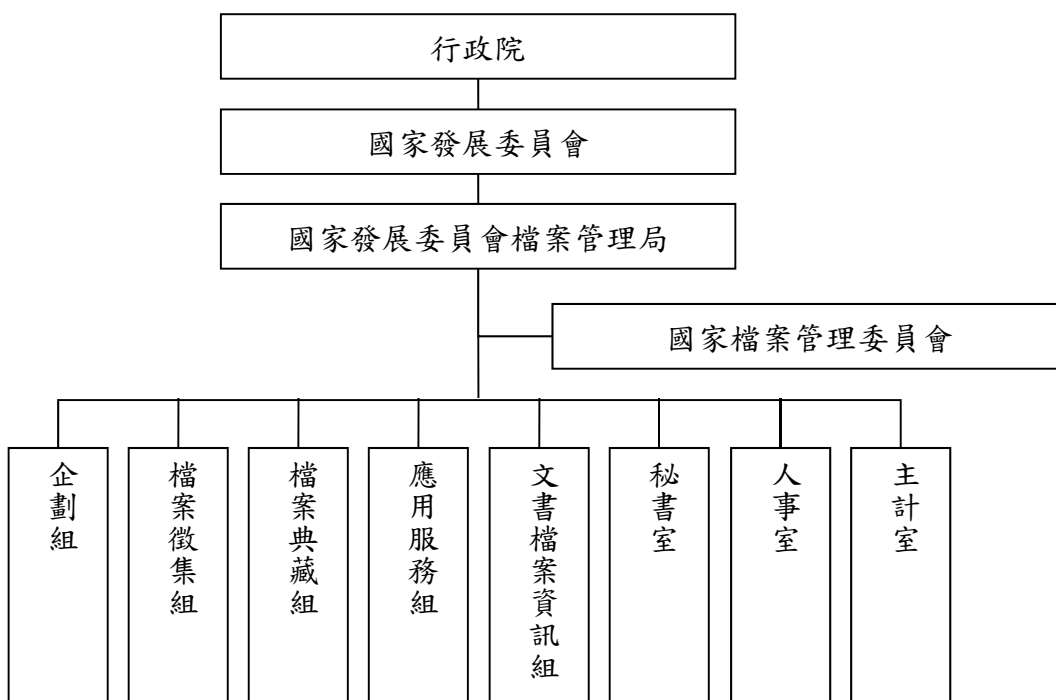 行政院
國家發展委員會
國家發展委員會檔案管理局
國家檔案管理委員會
企劃組
檔案徵集組
檔案典藏組
應用服務組
文書檔案資訊組
秘書室
人事室
主計室